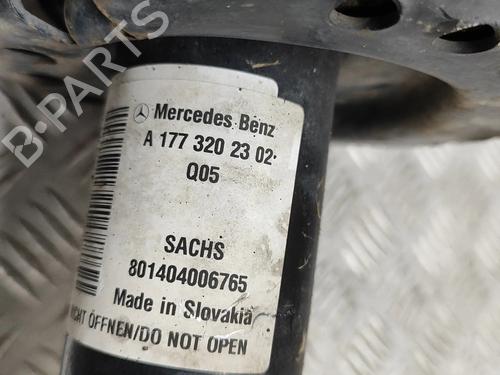 B-PARTS
Mercedes Benz
A 177 320 23 02
Q05
SACHS
801404006765
Made in Slovakia
NICHT ÖFFNEN/DO NOT OPEN